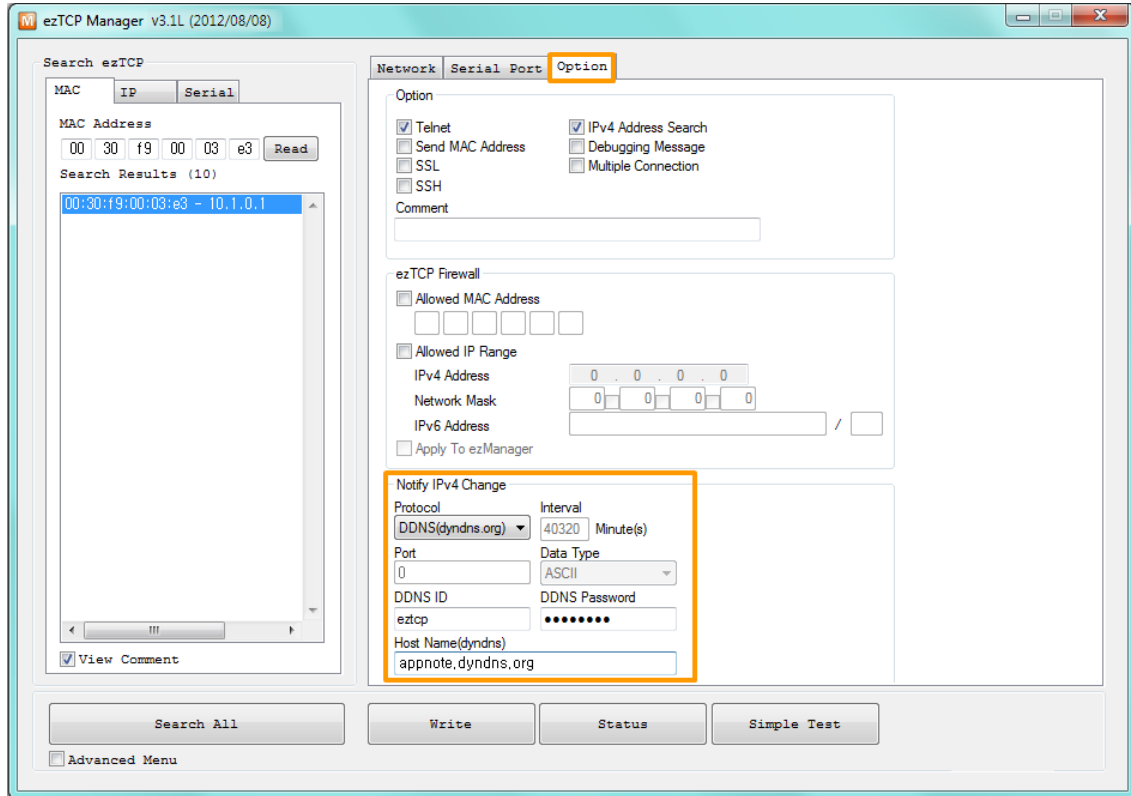 ezTCP Manager v3.1L (2012/08/08)
Search ezTCP
MAC IP Serial
MAC Address
00 30 f9 00 03 e3 Read
Search Results (10)
00:30:f9:00:03:e3 - 10.1.0.1
View Comment
Network Serial Port Option
Option
Telnet IPv4 Address Search
Send MAC Address Debugging Message
SSL Multiple Connection
SSH
Comment
ezTCP Firewall
Allowed MAC Address
Allowed IP Range
IPv4 Address 0 . 0 . 0 . 0
Network Mask 0 0 0 0
IPv6 Address /
Apply To ezManager
Notify IPv4 Change
Protocol Interval
DDNS(dyndns.org) 40320 Minute(s)
Port Data Type
0 ASCII
DDNS ID DDNS Password
eztcp ●●●●●●●●
Host Name(dyndns)
appnote.dyndns.org
Search All Write Status Simple Test
Advanced Menu